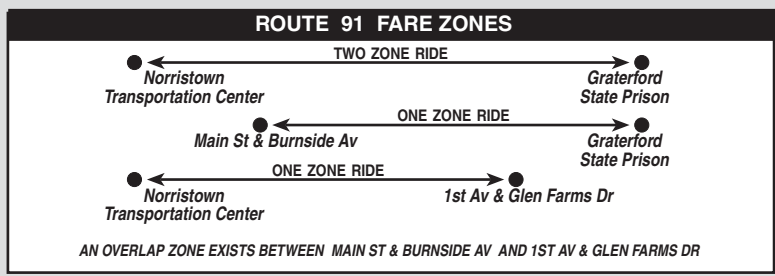 ROUTE 91 FARE ZONES
TWO ZONE RIDE
Norristown
Transportation Center
Graterford
State Prison
ONE ZONE RIDE
Main St & Burnside Av
Graterford
State Prison
ONE ZONE RIDE
Norristown
Transportation Center
1st Av & Glen Farms Dr
AN OVERLAP ZONE EXISTS BETWEEN MAIN ST & BURNSIDE AV AND 1ST AV & GLEN FARMS DR